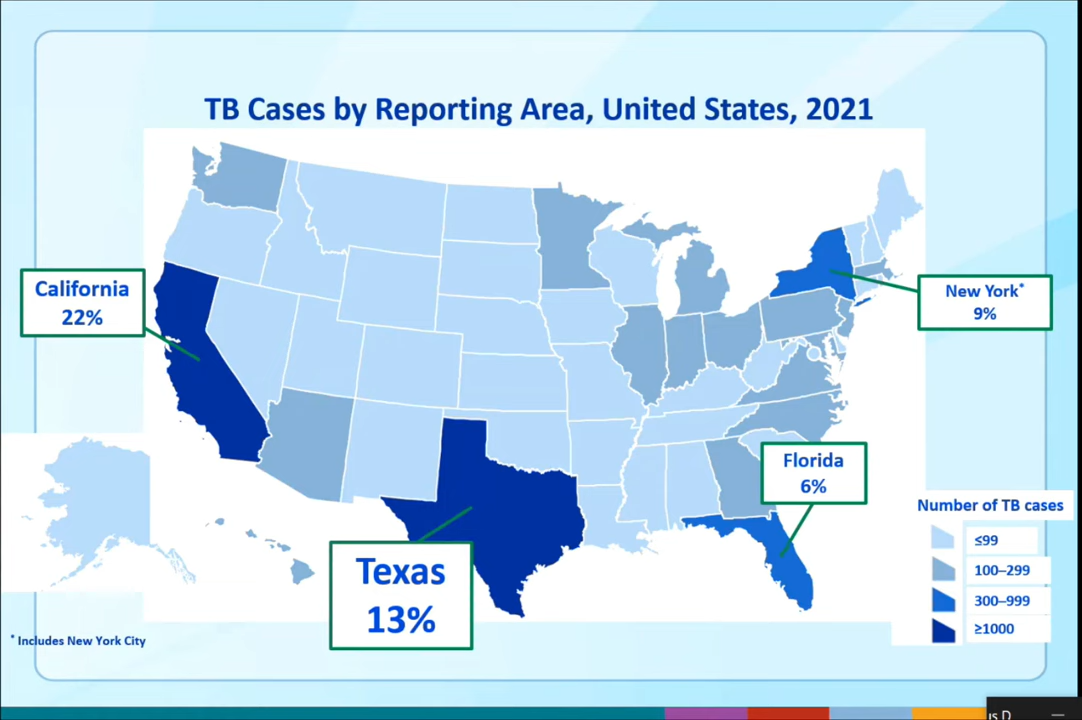 TB Cases by Reporting Area, United States, 2021
California
22%
New York*
9%
Florida
6%
Texas
13%
Number of TB cases
≤99
100–299
300–999
≥1000
* Includes New York City
us D